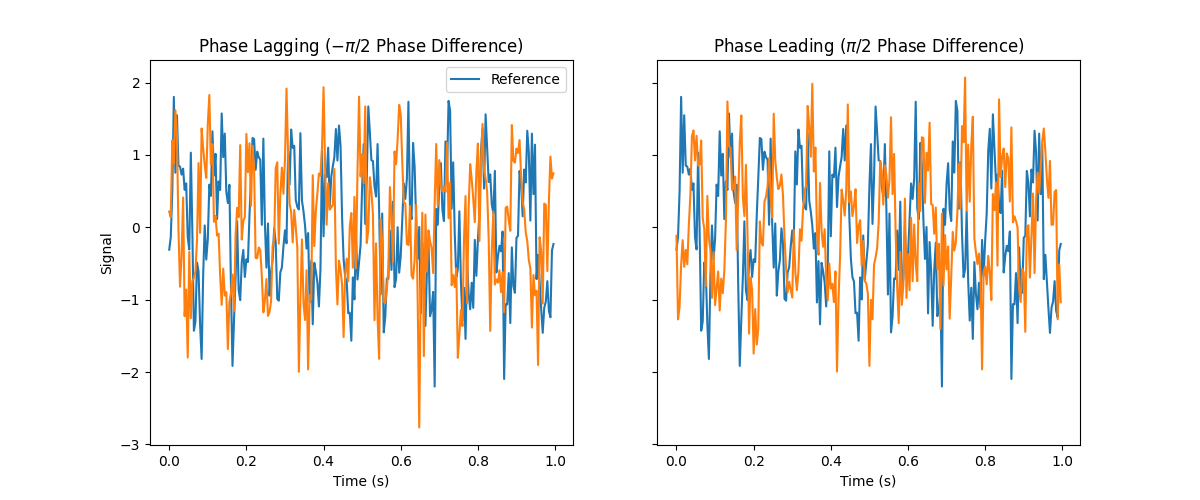 Phase Lagging (−π/2 Phase Difference)
Reference
Signal
2
1
0
−1
−2
−3
0.0 0.2 0.4 0.6 0.8 1.0
Time (s)
Phase Leading (π/2 Phase Difference)
0.0 0.2 0.4 0.6 0.8 1.0
Time (s)